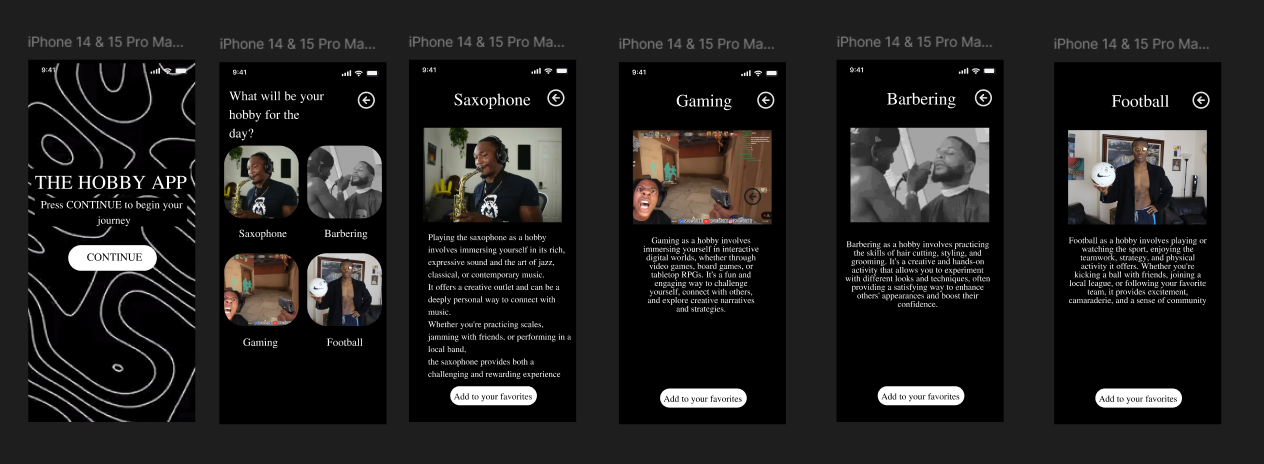 iPhone 14 & 15 Pro Ma...
9:41
THE HOBBY APP
Press CONTINUE to begin your
journey
CONTINUE
iPhone 14 & 15 Pro Ma...
9:41
What will be your
hobby for the
day?
Saxophone
Barbering
Gaming
Football
iPhone 14 & 15 Pro Ma...
9:41
Saxophone
Playing the saxophone as a hobby
involves immersing yourself in its rich,
expressive sound and the art of jazz,
classical, or contemporary music.
It offers a creative outlet and can be a
deeply personal way to connect with
music.
Whether you're practicing scales,
jamming with friends, or performing in a
local band,
the saxophone provides both a
challenging and rewarding experience
Add to your favorites
iPhone 14 & 15 Pro Ma...
9:41
Gaming
Gaming as a hobby involves
immersing yourself in interactive
digital worlds, whether through
video games, board games, or
tabletop RPGs. It's a fun and
engaging way to challenge
yourself, connect with others,
and explore creative narratives
and strategies.
Add to your favorites
iPhone 14 & 15 Pro Ma...
9:41
Barbering
Barbering as a hobby involves practicing
the skills of hair cutting, styling, and
grooming. It's a creative and hands-on
activity that allows you to experiment
with different looks and techniques, often
providing a satisfying way to enhance
others' appearances and boost their
confidence.
Add to your favorites
iPhone 14 & 15 Pro Ma...
9:41
Football
Football as a hobby involves playing or
watching the sport, enjoying the
teamwork, strategy, and physical
activity it offers. Whether you're
kicking a ball with friends, joining a
local league, or following your favorite
team, it provides excitement,
camaraderie, and a sense of community
Add to your favorites